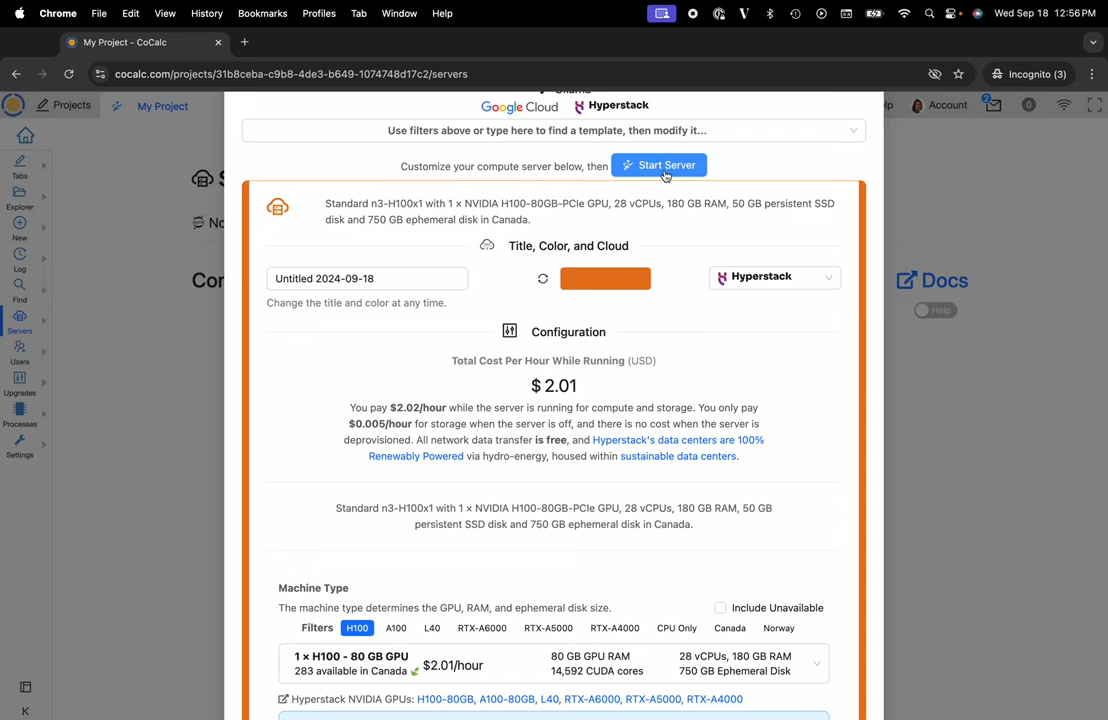 Chrome File Edit View History Bookmarks Profiles Tab Window Help Wed Sep 18 12:56 PM
My Project - CoCalc
cocalc.com/projects/31b8ceba-c9b8-4de3-b649-1074748d17c2/servers Incognito (3)
Projects My Project Account 2 0
Google Cloud Hyperstack
Use filters above or type here to find a template, then modify it...
Customize your compute server below, then Start Server
Tabs
Explorer
New
Log
Find
Servers
Users
Upgrades
Processes
Settings
Docs
Help
Standard n3-H100x1 with 1 × NVIDIA H100-80GB-PCIe GPU, 28 vCPUs, 180 GB RAM, 50 GB persistent SSD
disk and 750 GB ephemeral disk in Canada.
Title, Color, and Cloud
Untitled 2024-09-18 Hyperstack
Change the title and color at any time.
Configuration
Total Cost Per Hour While Running (USD)
$ 2.01
You pay $2.02/hour while the server is running for compute and storage. You only pay
$0.005/hour for storage when the server is off, and there is no cost when the server is
deprovisioned. All network data transfer is free, and Hyperstack's data centers are 100%
Renewably Powered via hydro-energy, housed within sustainable data centers.
Standard n3-H100x1 with 1 × NVIDIA H100-80GB-PCIe GPU, 28 vCPUs, 180 GB RAM, 50 GB
persistent SSD disk and 750 GB ephemeral disk in Canada.
Machine Type
The machine type determines the GPU, RAM, and ephemeral disk size. Include Unavailable
Filters H100 A100 L40 RTX-A6000 RTX-A5000 RTX-A4000 CPU Only Canada Norway
1 × H100 - 80 GB GPU 80 GB GPU RAM 28 vCPUs, 180 GB RAM
283 available in Canada $2.01/hour 14,592 CUDA cores 750 GB Ephemeral Disk
Hyperstack NVIDIA GPUs: H100-80GB, A100-80GB, L40, RTX-A6000, RTX-A5000, RTX-A4000